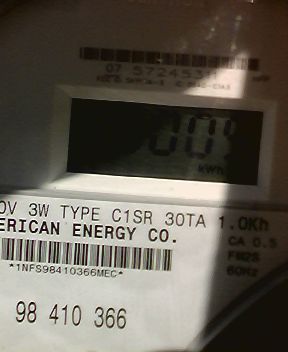 07 572453
kWh
0V 3W TYPE C1SR 30TA 1.0Kh
ERICAN ENERGY CO.
CA 0.5
FM2S
60Hz
*1NFS98410366MEC*
98 410 366